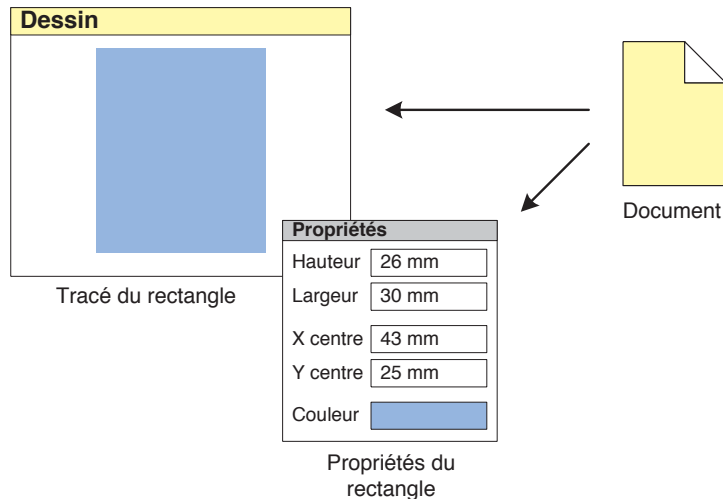 Dessin
Tracé du rectangle
Document
Propriétés
Hauteur 26 mm
Largeur 30 mm
X centre 43 mm
Y centre 25 mm
Couleur
Propriétés du
rectangle